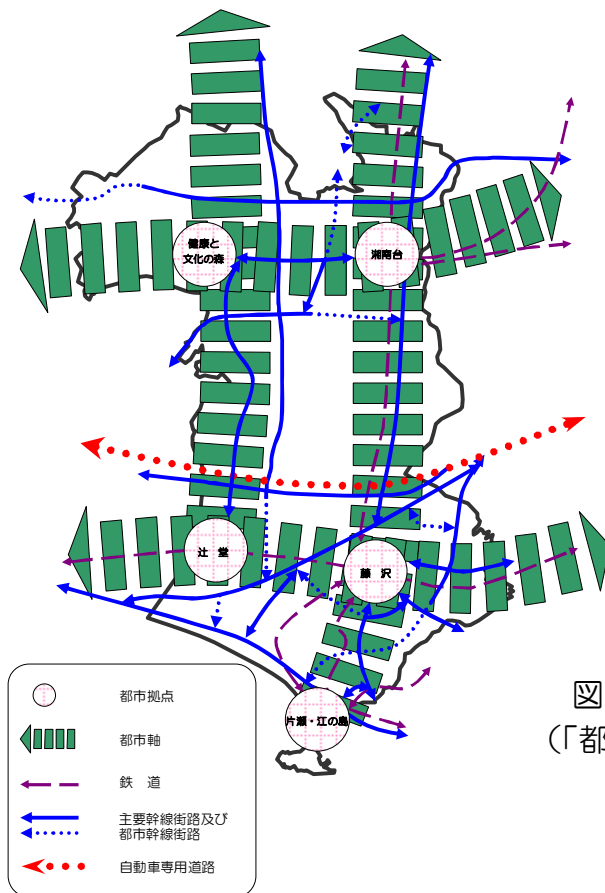 健康と
文化の森
湘南台
辻 堂
藤 沢
片瀬・江の島
図
(「都
都市拠点
都市軸
鉄 道
主要幹線街路及び
都市幹線街路
自動車専用道路